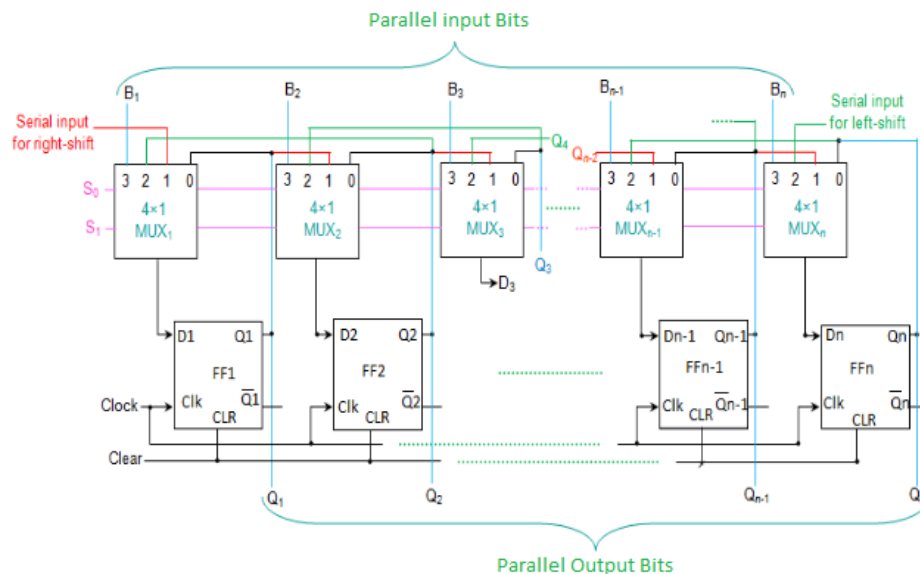 Parallel input Bits
B1 B2 B3 Bn-1 Bn
Serial input for right-shift
Serial input for left-shift
Q4
Qn-2
3 2 1 0
3 2 1 0
3 2 1 0
3 2 1 0
3 2 1 0
S0
S1
4×1 MUX1
4×1 MUX2
4×1 MUX3
4×1 MUXn-1
4×1 MUXn
Q3
D3
D1 Q1
FF1
Clk Q̅1
CLR
D2 Q2
FF2
Clk Q̅2
CLR
Dn-1 Qn-1
FFn-1
Clk Q̅n-1
CLR
Dn Qn
FFn
Clk Q̅n
CLR
Clock
Clear
Q1 Q2 Qn-1 Q
Parallel Output Bits